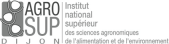 AGRO
SUP
DIJON
Institut
national
supérieur
des sciences agronomiques
de l'alimentation et de l'environnement